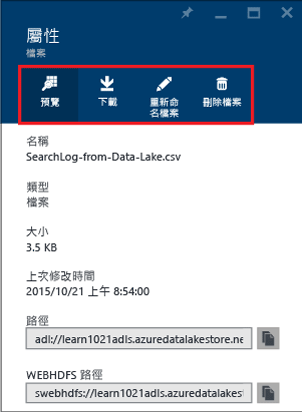 屬性
檔案
預覽
下載
重新命
名檔案
刪除檔案
名稱
SearchLog-from-Data-Lake.csv
類型
檔案
大小
3.5 KB
上次修改時間
2015/10/21 上午 8:54:00
路徑
adl://learn1021adls.azuredatalakestore.ne
WEBHDFS 路徑
swebhdfs://learn1021adls.azuredatalakest